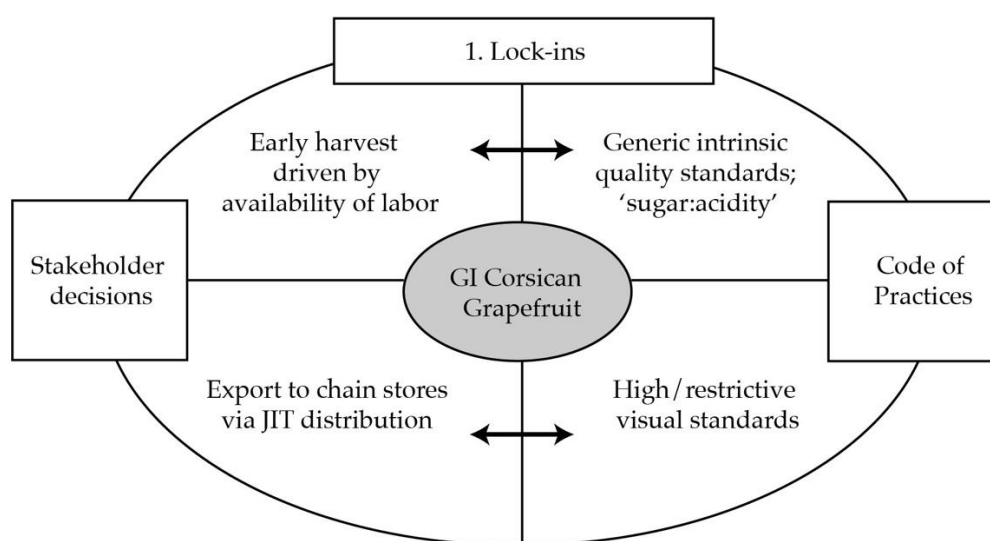 1. Lock-ins
Early harvest
driven by
availability of labor
Generic intrinsic
quality standards;
‘sugar:acidity’
Stakeholder
decisions
GI Corsican
Grapefruit
Code of
Practices
Export to chain stores
via JIT distribution
High/restrictive
visual standards